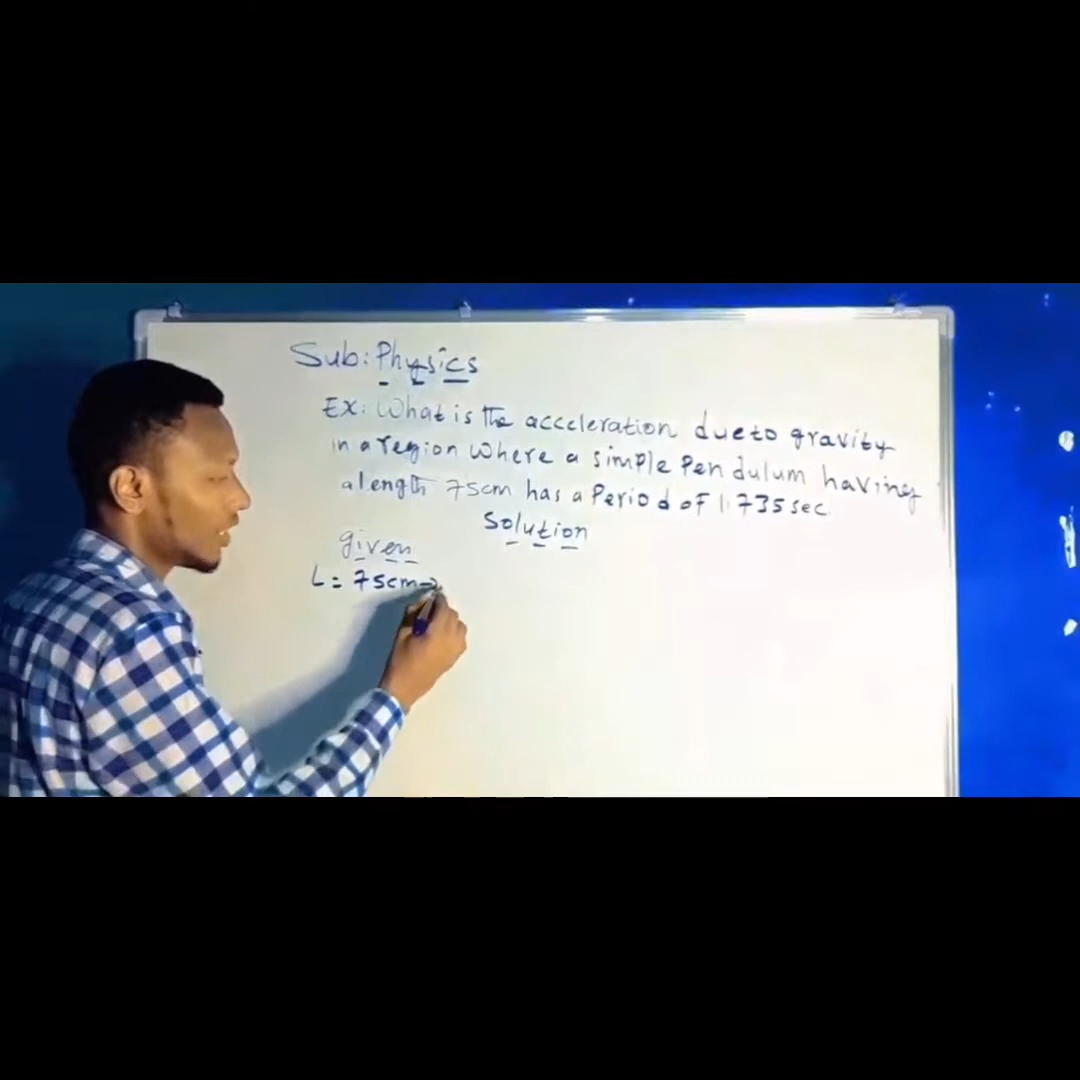 Sub: Physics
Ex: What is the acceleration due to gravity
in a region where a simple Pendulum having
a length 75cm has a Period of 1.735 sec
Solution
given
L = 75cm →